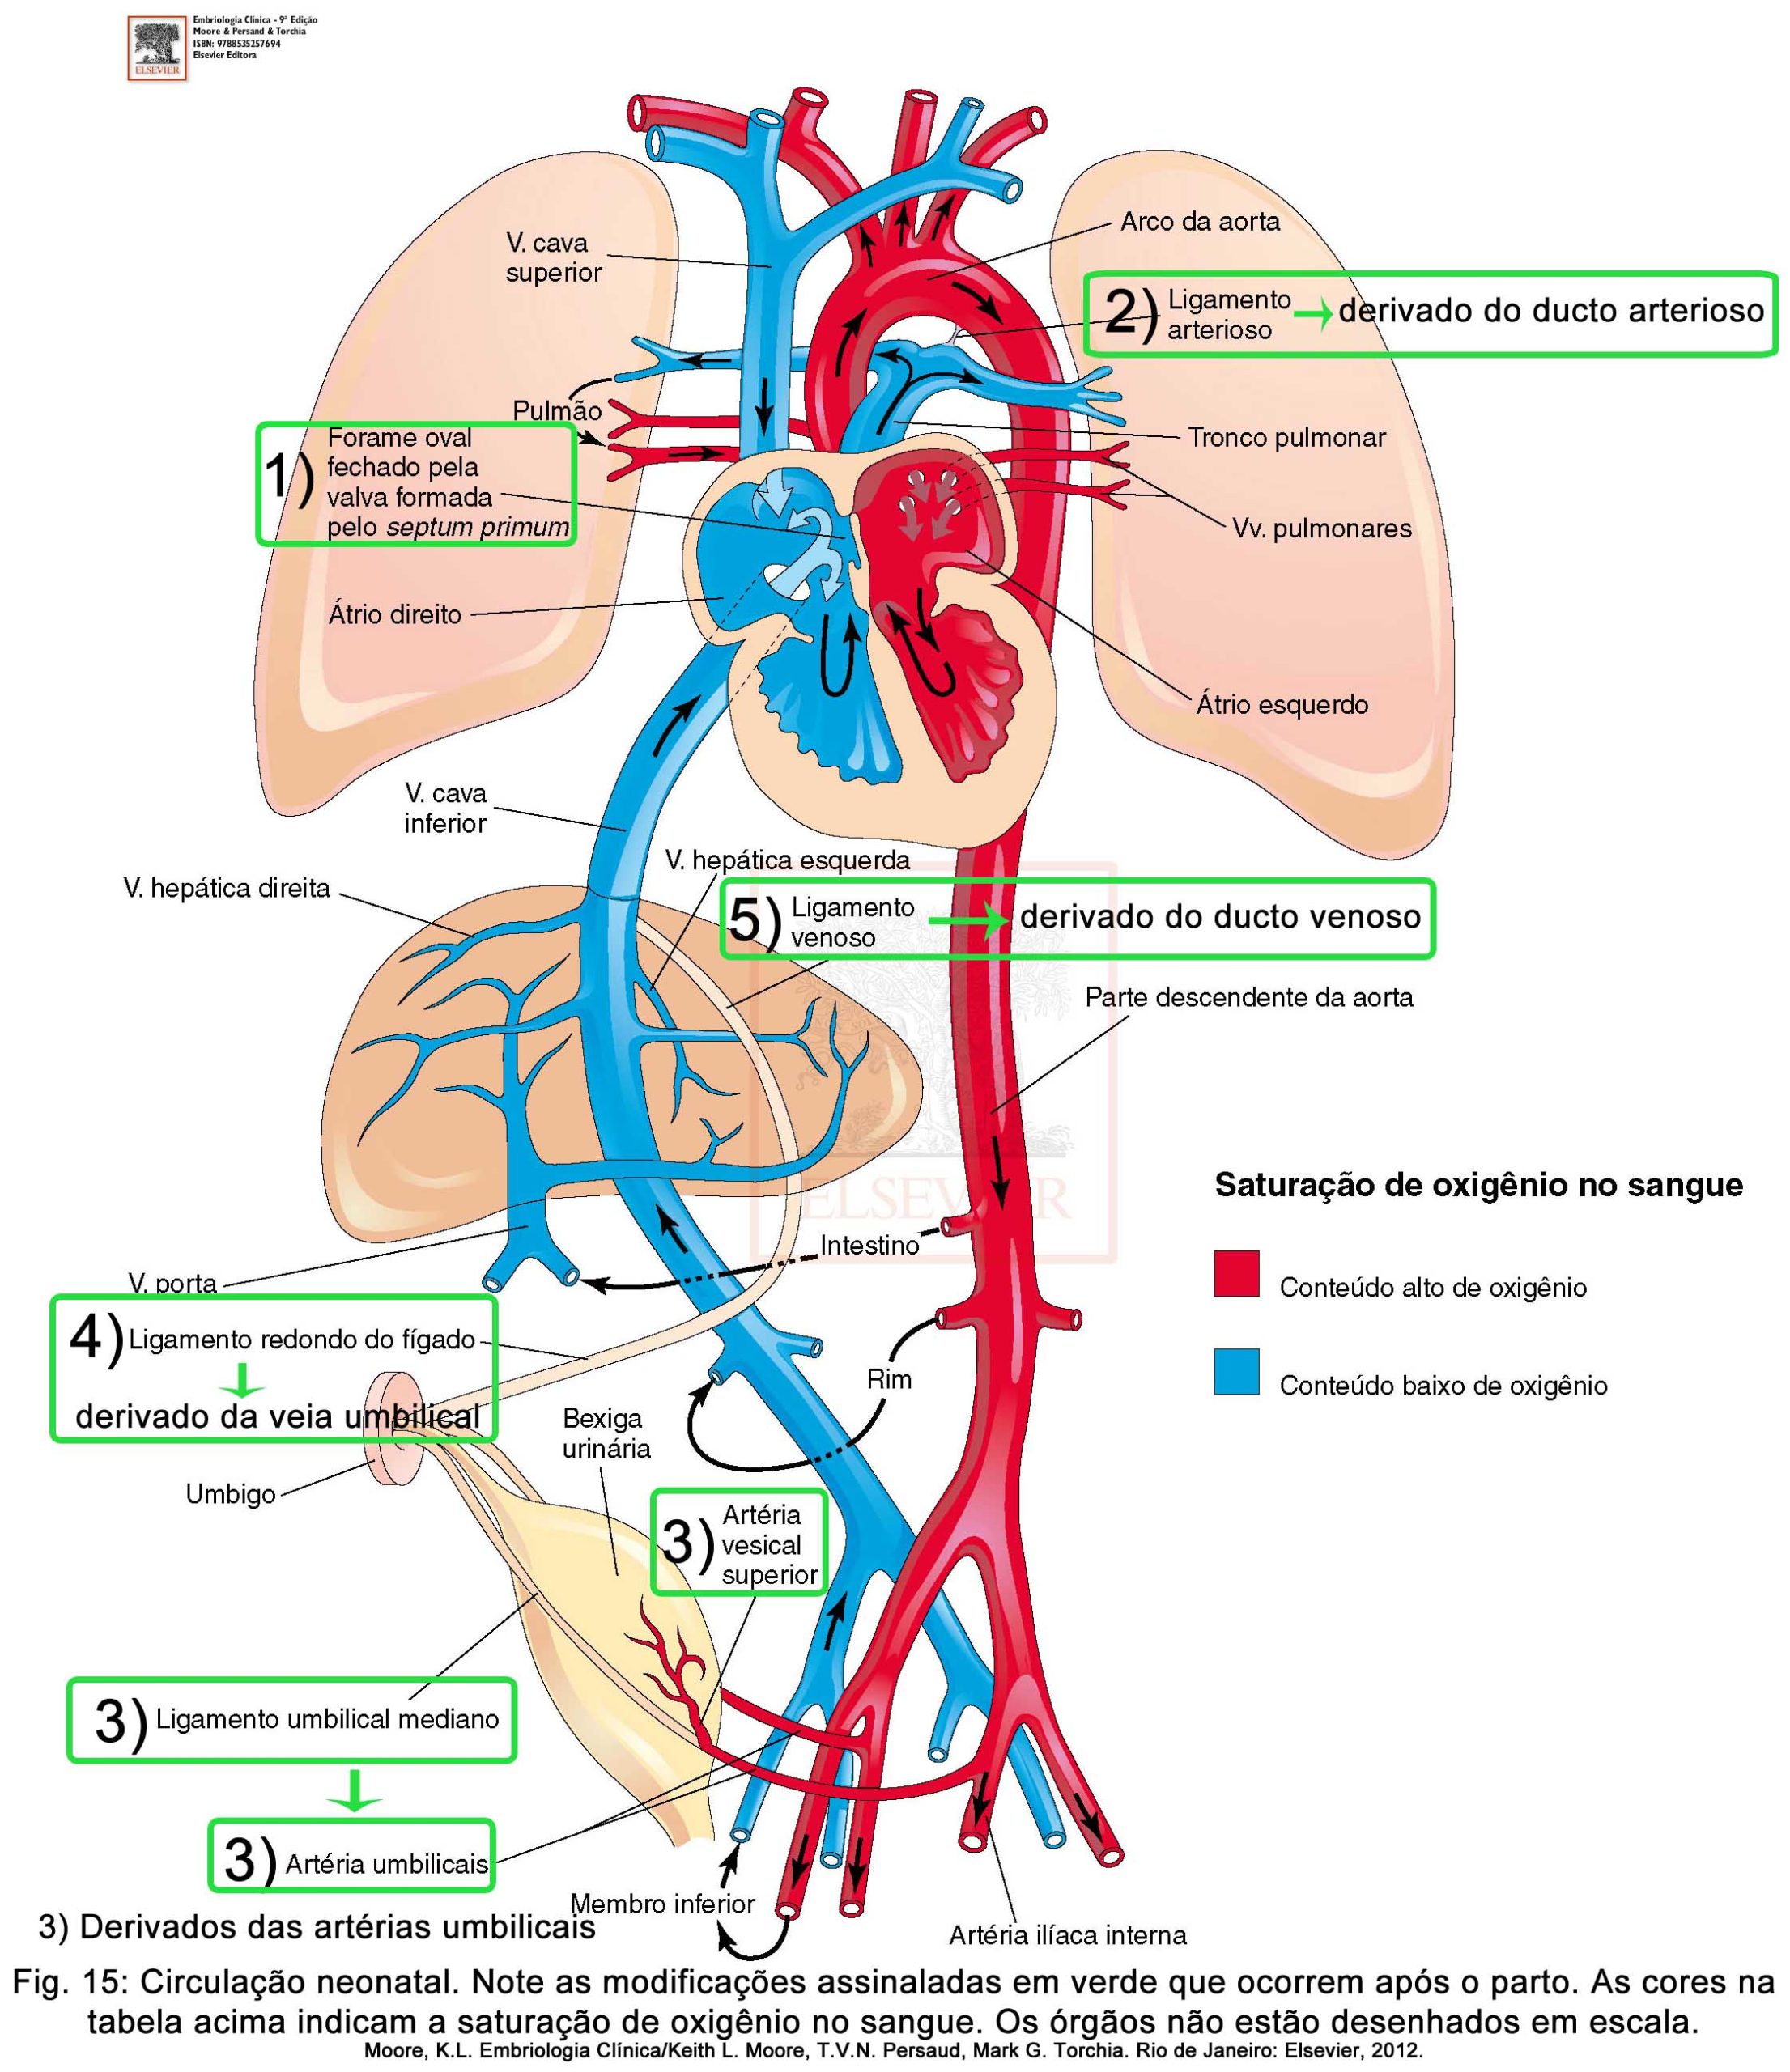 Embriologia Clínica - 9ª Edição
Moore & Persand & Torchia
ISBN: 9788535257694
Elsevier Editora
ELSEVIER
V. cava
superior
Arco da aorta
2) Ligamento
arterioso
derivado do ducto arterioso
Pulmão
Tronco pulmonar
1) Forame oval
fechado pela
valva formada
pelo septum primum
Vv. pulmonares
Átrio direito
Átrio esquerdo
V. cava
inferior
V. hepática esquerda
V. hepática direita
5) Ligamento
venoso
derivado do ducto venoso
Parte descendente da aorta
ELSEVIER
Saturação de oxigênio no sangue
Conteúdo alto de oxigênio
Conteúdo baixo de oxigênio
Intestino
V. porta
4) Ligamento redondo do fígado
derivado da veia umbilical
Rim
Bexiga
urinária
Umbigo
3) Artéria
vesical
superior
3) Ligamento umbilical mediano
3) Artéria umbilicais
Membro inferior
3) Derivados das artérias umbilicais
Artéria ilíaca interna
Fig. 15: Circulação neonatal. Note as modificações assinaladas em verde que ocorrem após o parto. As cores na
tabela acima indicam a saturação de oxigênio no sangue. Os órgãos não estão desenhados em escala.
Moore, K.L. Embriologia Clínica/Keith L. Moore, T.V.N. Persaud, Mark G. Torchia. Rio de Janeiro: Elsevier, 2012.